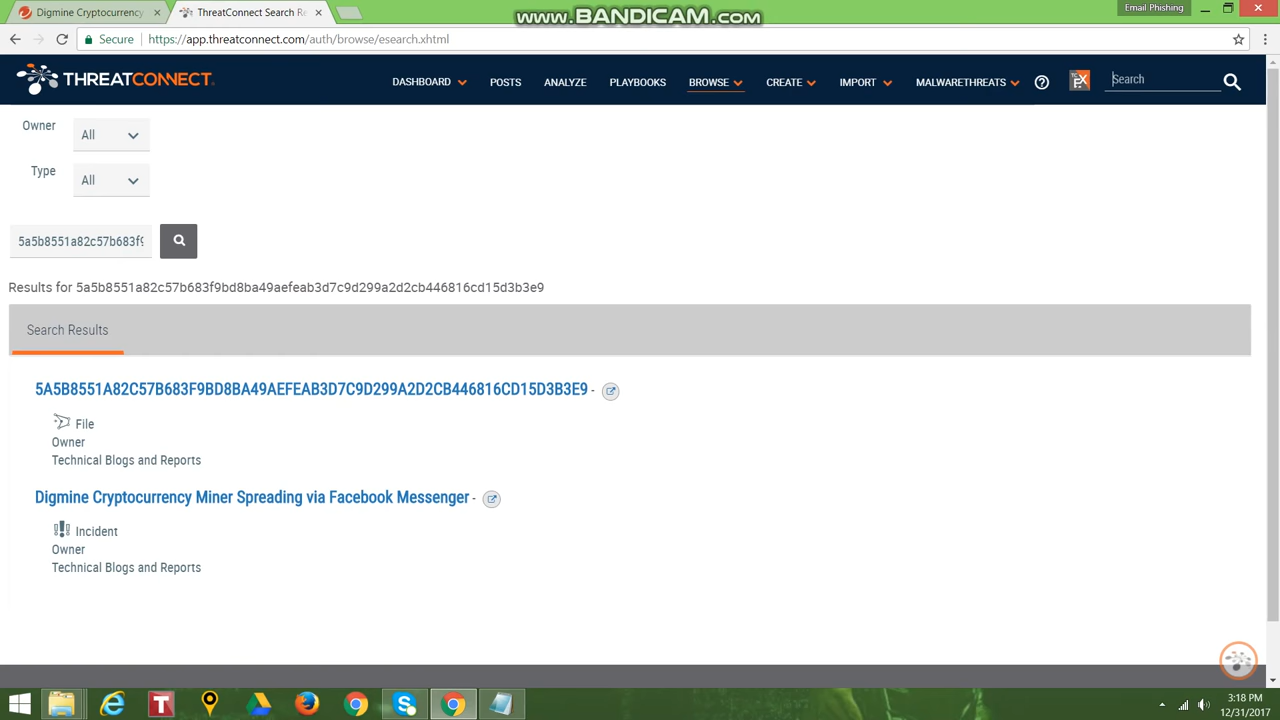 www.BANDICAM.com
Digmine Cryptocurrency
ThreatConnect Search Re
Email Phishing
Secure
https://app.threatconnect.com/auth/browse/esearch.xhtml
THREATCONNECT
DASHBOARD
POSTS
ANALYZE
PLAYBOOKS
BROWSE
CREATE
IMPORT
MALWARETHREATS
Search
Owner
All
Type
All
5a5b8551a82c57b683f9
Results for 5a5b8551a82c57b683f9bd8ba49aefeab3d7c9d299a2d2cb446816cd15d3b3e9
Search Results
5A5B8551A82C57B683F9BD8BA49AEFEAB3D7C9D299A2D2CB446816CD15D3B3E9 -
File
Owner
Technical Blogs and Reports
Digmine Cryptocurrency Miner Spreading via Facebook Messenger -
Incident
Owner
Technical Blogs and Reports
3:18 PM
12/31/2017